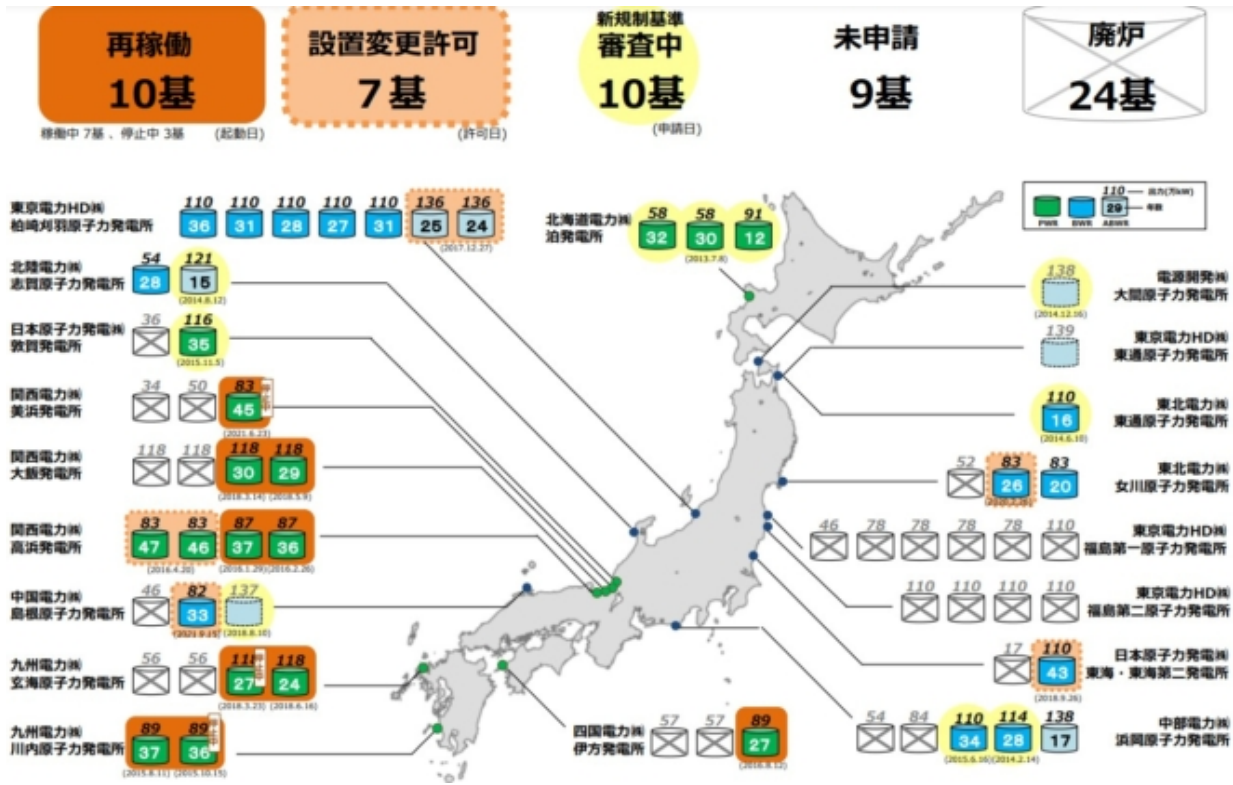 再稼働
10基
稼働中 7基 、停止中 3基 (起動日)
設置変更許可
7基
(許可日)
新規制基準
審査中
10基
(申請日)
未申請
9基
廃炉
24基
110 出力(万kW)
29 年数
PWR BWR ABWR
東京電力HD㈱
柏崎刈羽原子力発電所
110 110 110 110 110 136 136
36 31 28 27 31 25 24
(2017.12.27)
北陸電力㈱
志賀原子力発電所
54 121
28 15
(2014.8.12)
日本原子力発電㈱
敦賀発電所
36 116
35
(2015.11.5)
関西電力㈱
美浜発電所
34 50 83
45
(2021.6.23)
関西電力㈱
大飯発電所
118 118 118 118
30 29
(2018.3.14) (2018.5.9)
関西電力㈱
高浜発電所
83 83 87 87
47 46 37 36
(2016.4.20) (2016.1.29) (2016.2.26)
中国電力㈱
島根原子力発電所
46 82 137
33
(2021.9.15) (2018.8.10)
九州電力㈱
玄海原子力発電所
56 56 118 118
27 24
(2018.3.23) (2018.6.16)
九州電力㈱
川内原子力発電所
89 89
37 36
(2015.8.11) (2015.10.15)
北海道電力㈱
泊発電所
58 58 91
32 30 12
(2013.7.8)
138
電源開発㈱
大間原子力発電所
(2014.12.16)
139
東京電力HD㈱
東通原子力発電所
110
16
東北電力㈱
東通原子力発電所
(2014.6.10)
52 83 83
26 20
東北電力㈱
女川原子力発電所
46 78 78 78 78 110
東京電力HD㈱
福島第一原子力発電所
110 110 110 110
東京電力HD㈱
福島第二原子力発電所
17 110
43
日本原子力発電㈱
東海・東海第二発電所
(2018.9.26)
54 84 110 114 138
34 28 17
中部電力㈱
浜岡原子力発電所
(2015.6.16) (2014.2.14)
四国電力㈱
伊方発電所
57 57 89
27
(2016.8.12)